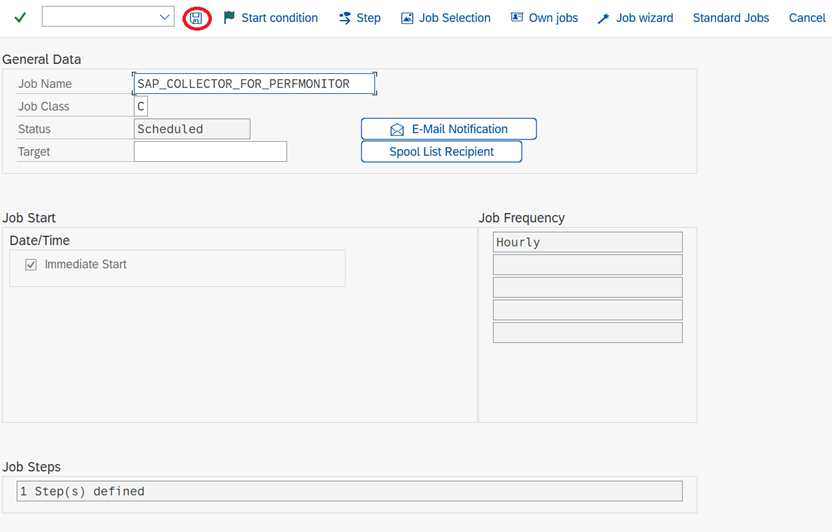 Start condition Step Job Selection Own jobs Job wizard Standard Jobs Cancel
General Data
Job Name SAP_COLLECTOR_FOR_PERFMONITOR
Job Class C
Status Scheduled E-Mail Notification
Target Spool List Recipient
Job Start Job Frequency
Date/Time Hourly
Immediate Start
Job Steps
1 Step(s) defined